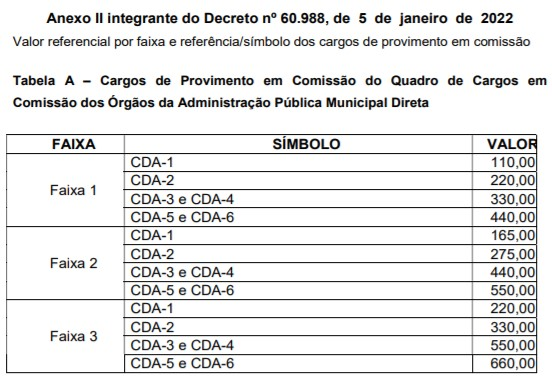 Anexo II integrante do Decreto nº 60.988, de 5 de janeiro de 2022
Valor referencial por faixa e referência/símbolo dos cargos de provimento em comissão
Tabela A – Cargos de Provimento em Comissão do Quadro de Cargos em
Comissão dos Órgãos da Administração Pública Municipal Direta
FAIXA SÍMBOLO VALOR
Faixa 1
CDA-1 110,00
CDA-2 220,00
CDA-3 e CDA-4 330,00
CDA-5 e CDA-6 440,00
Faixa 2
CDA-1 165,00
CDA-2 275,00
CDA-3 e CDA-4 440,00
CDA-5 e CDA-6 550,00
Faixa 3
CDA-1 220,00
CDA-2 330,00
CDA-3 e CDA-4 550,00
CDA-5 e CDA-6 660,00